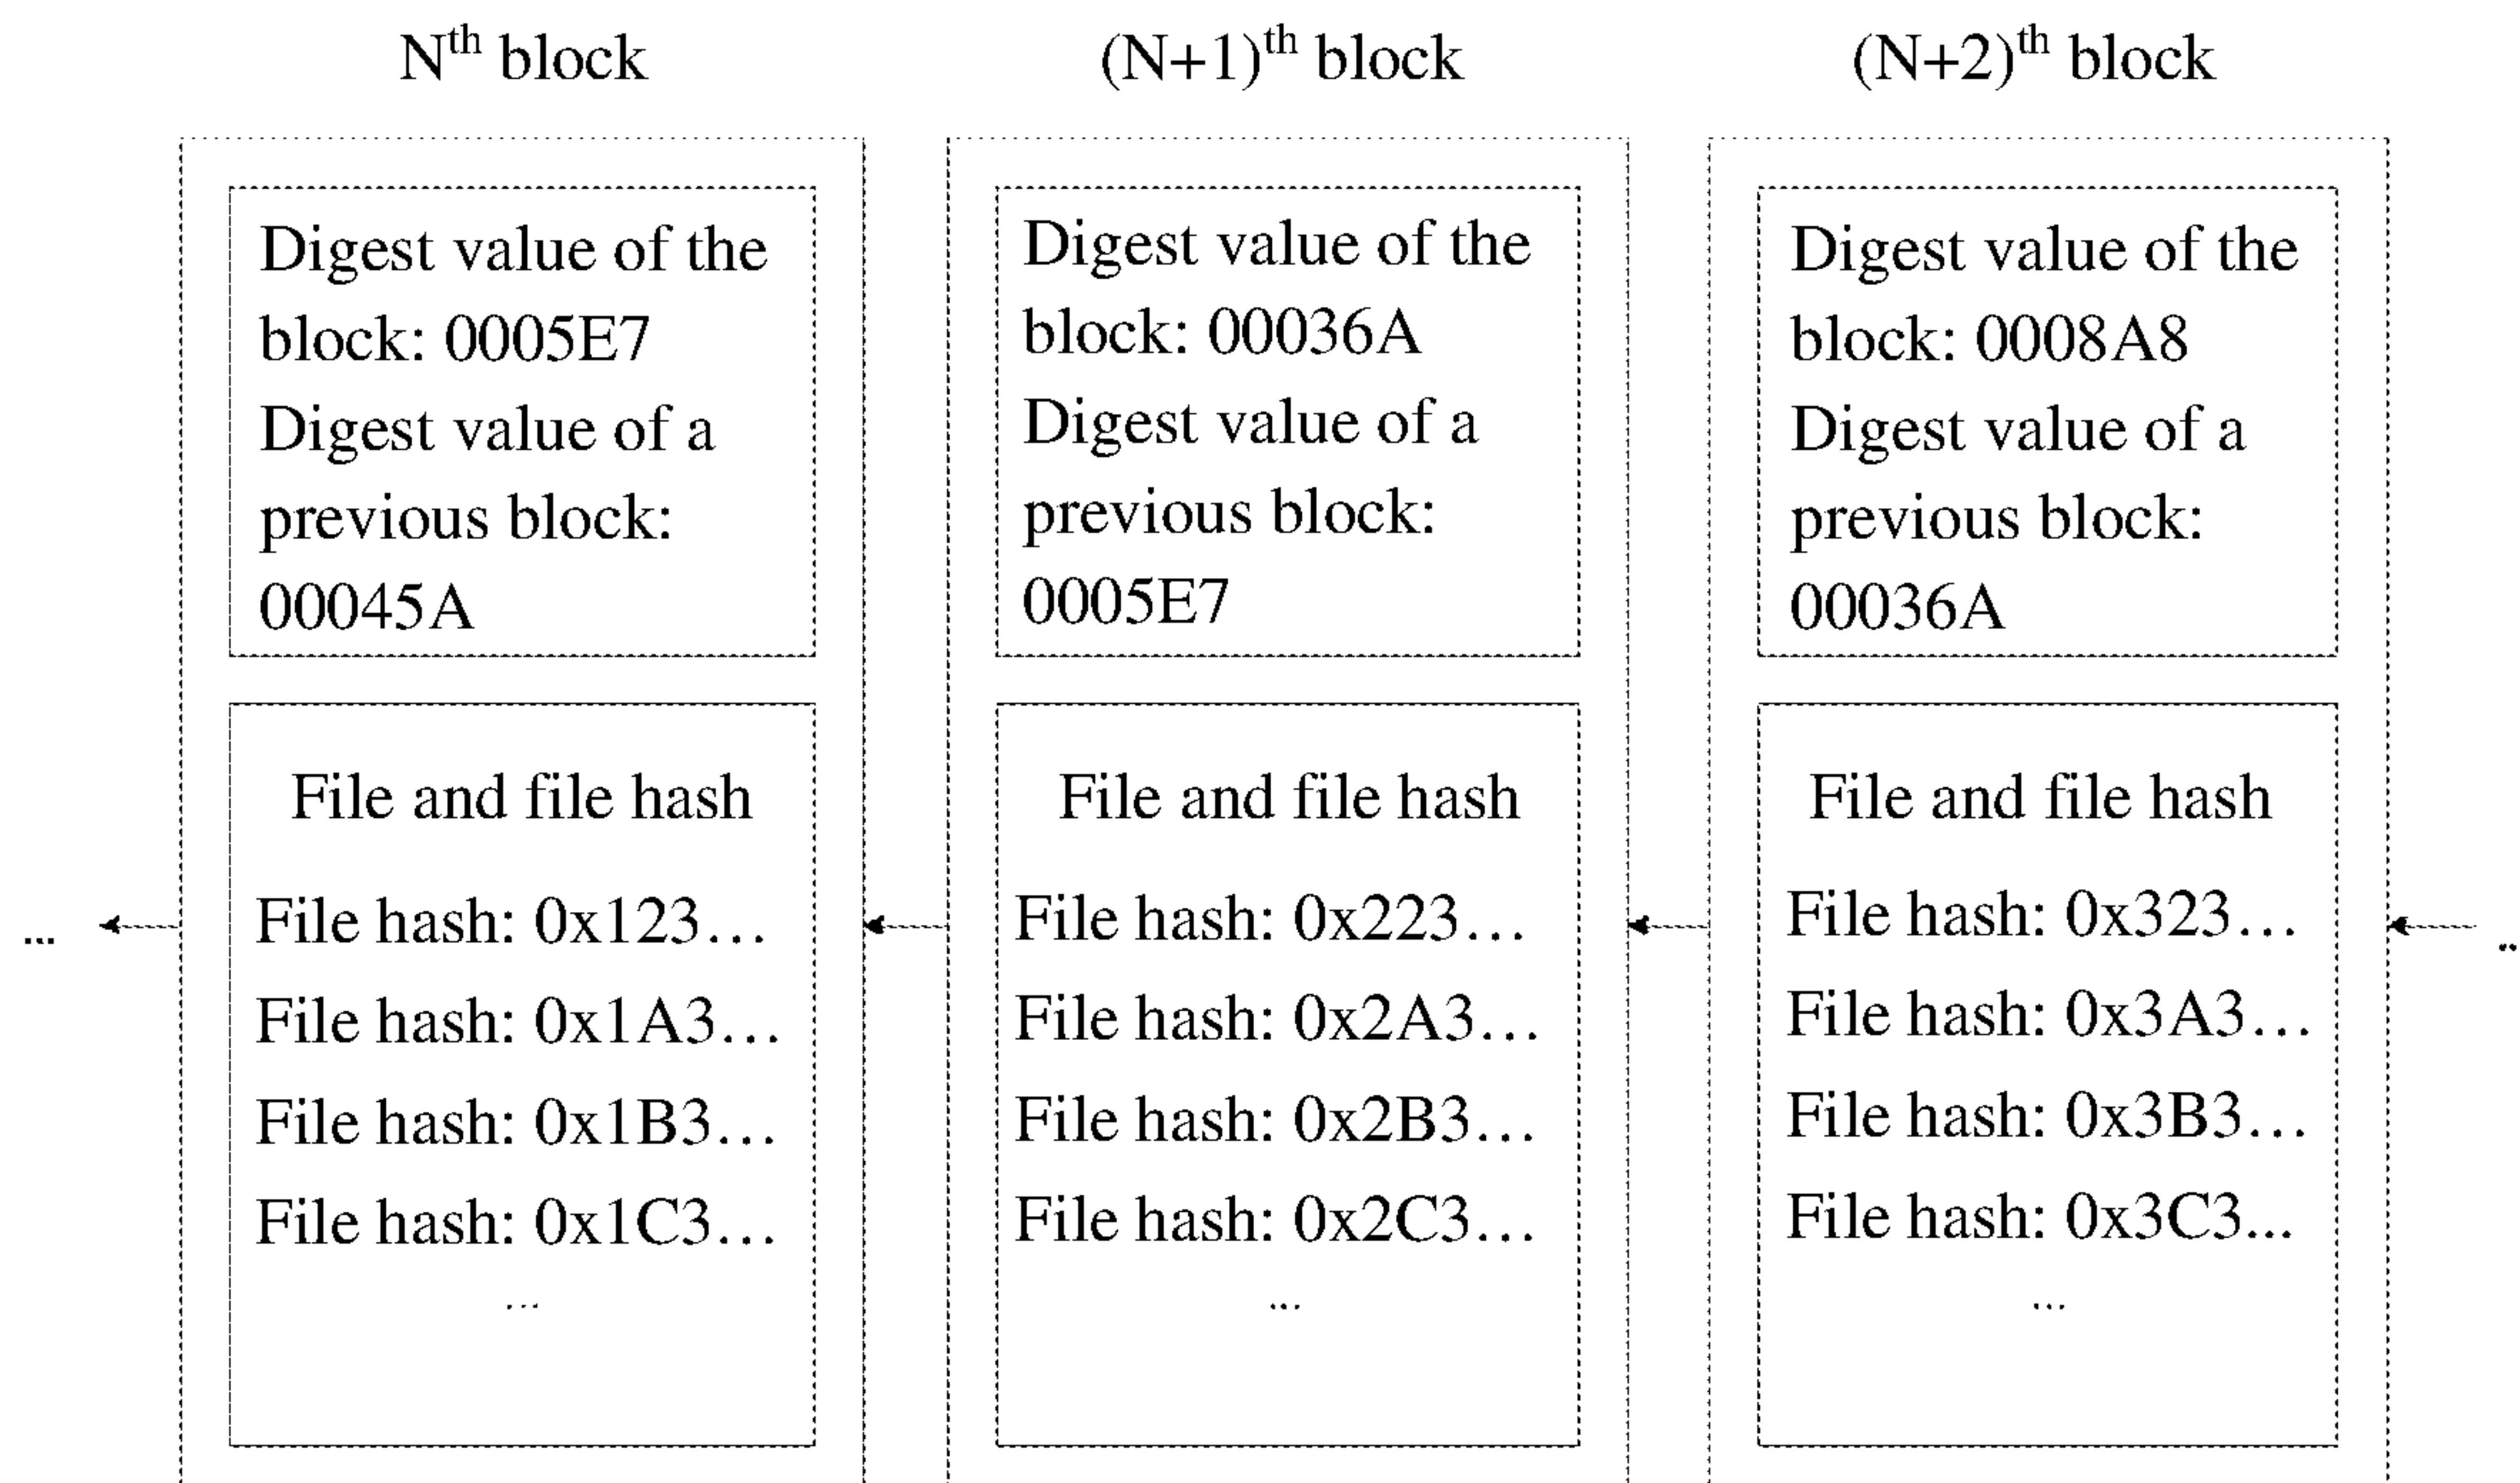 Nth block
Digest value of the
block: 0005E7
Digest value of a
previous block:
00045A
File and file hash
File hash: 0x123...
File hash: 0x1A3...
File hash: 0x1B3...
File hash: 0x1C3...
...
(N+1)th block
Digest value of the
block: 00036A
Digest value of a
previous block:
0005E7
File and file hash
File hash: 0x223...
File hash: 0x2A3...
File hash: 0x2B3...
File hash: 0x2C3...
...
(N+2)th block
Digest value of the
block: 0008A8
Digest value of a
previous block:
00036A
File and file hash
File hash: 0x323...
File hash: 0x3A3...
File hash: 0x3B3...
File hash: 0x3C3...
...